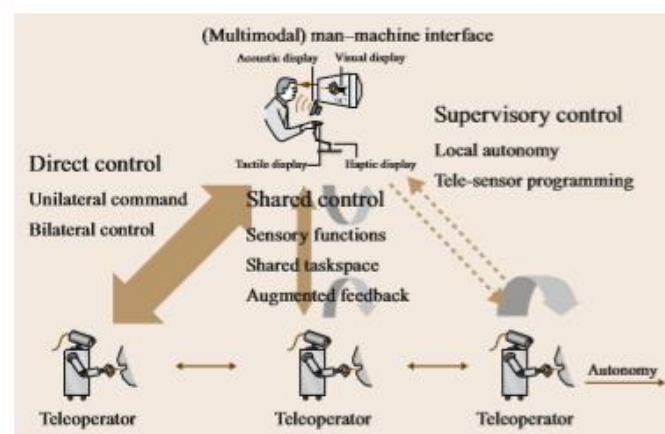 (Multimodal) man–machine interface
Acoustic display
Visual display
Tactile display
Haptic display
Direct control
Unilateral command
Bilateral control
Shared control
Sensory functions
Shared taskspace
Augmented feedback
Supervisory control
Local autonomy
Tele-sensor programming
Autonomy
Teleoperator
Teleoperator
Teleoperator